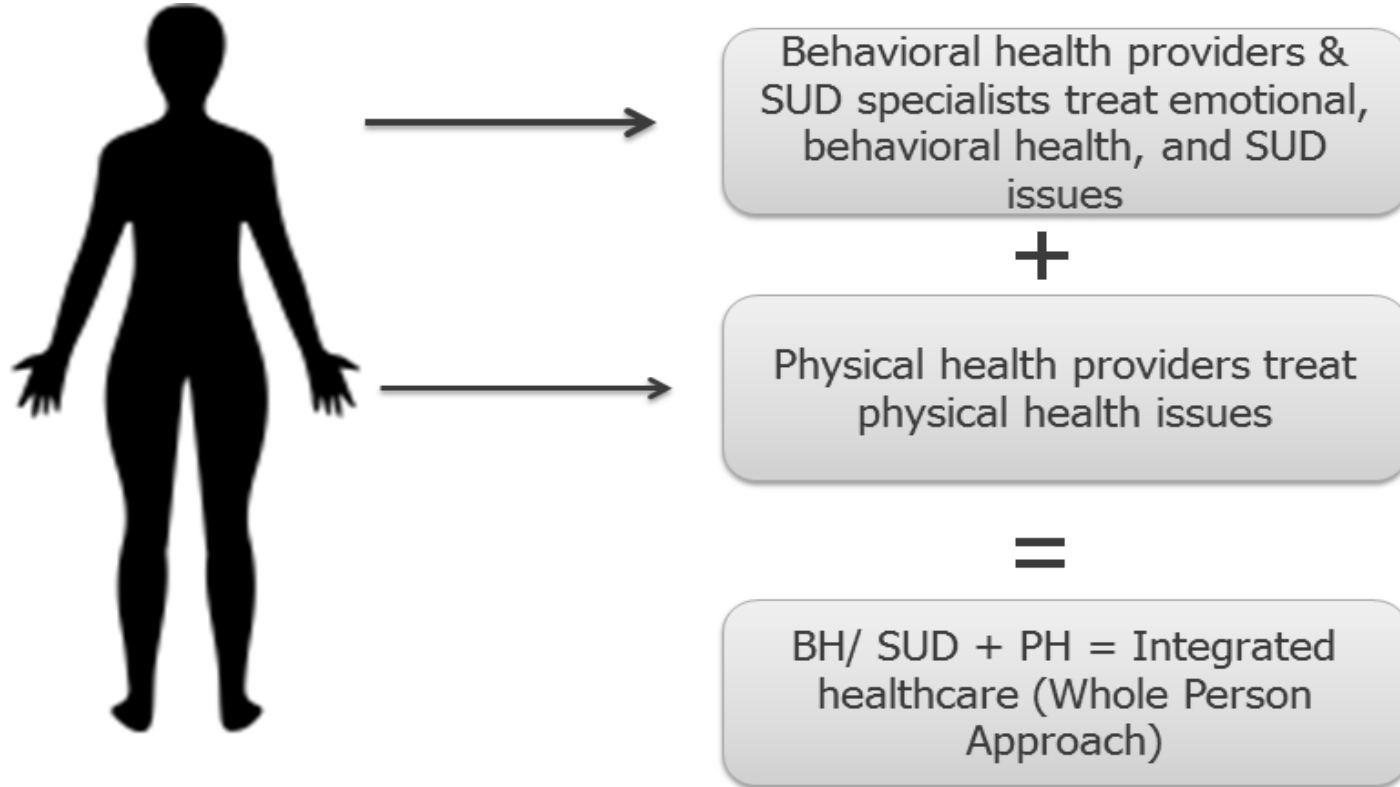 Behavioral health providers &
SUD specialists treat emotional,
behavioral health, and SUD
issues
+
Physical health providers treat
physical health issues
=
BH/ SUD + PH = Integrated
healthcare (Whole Person
Approach)